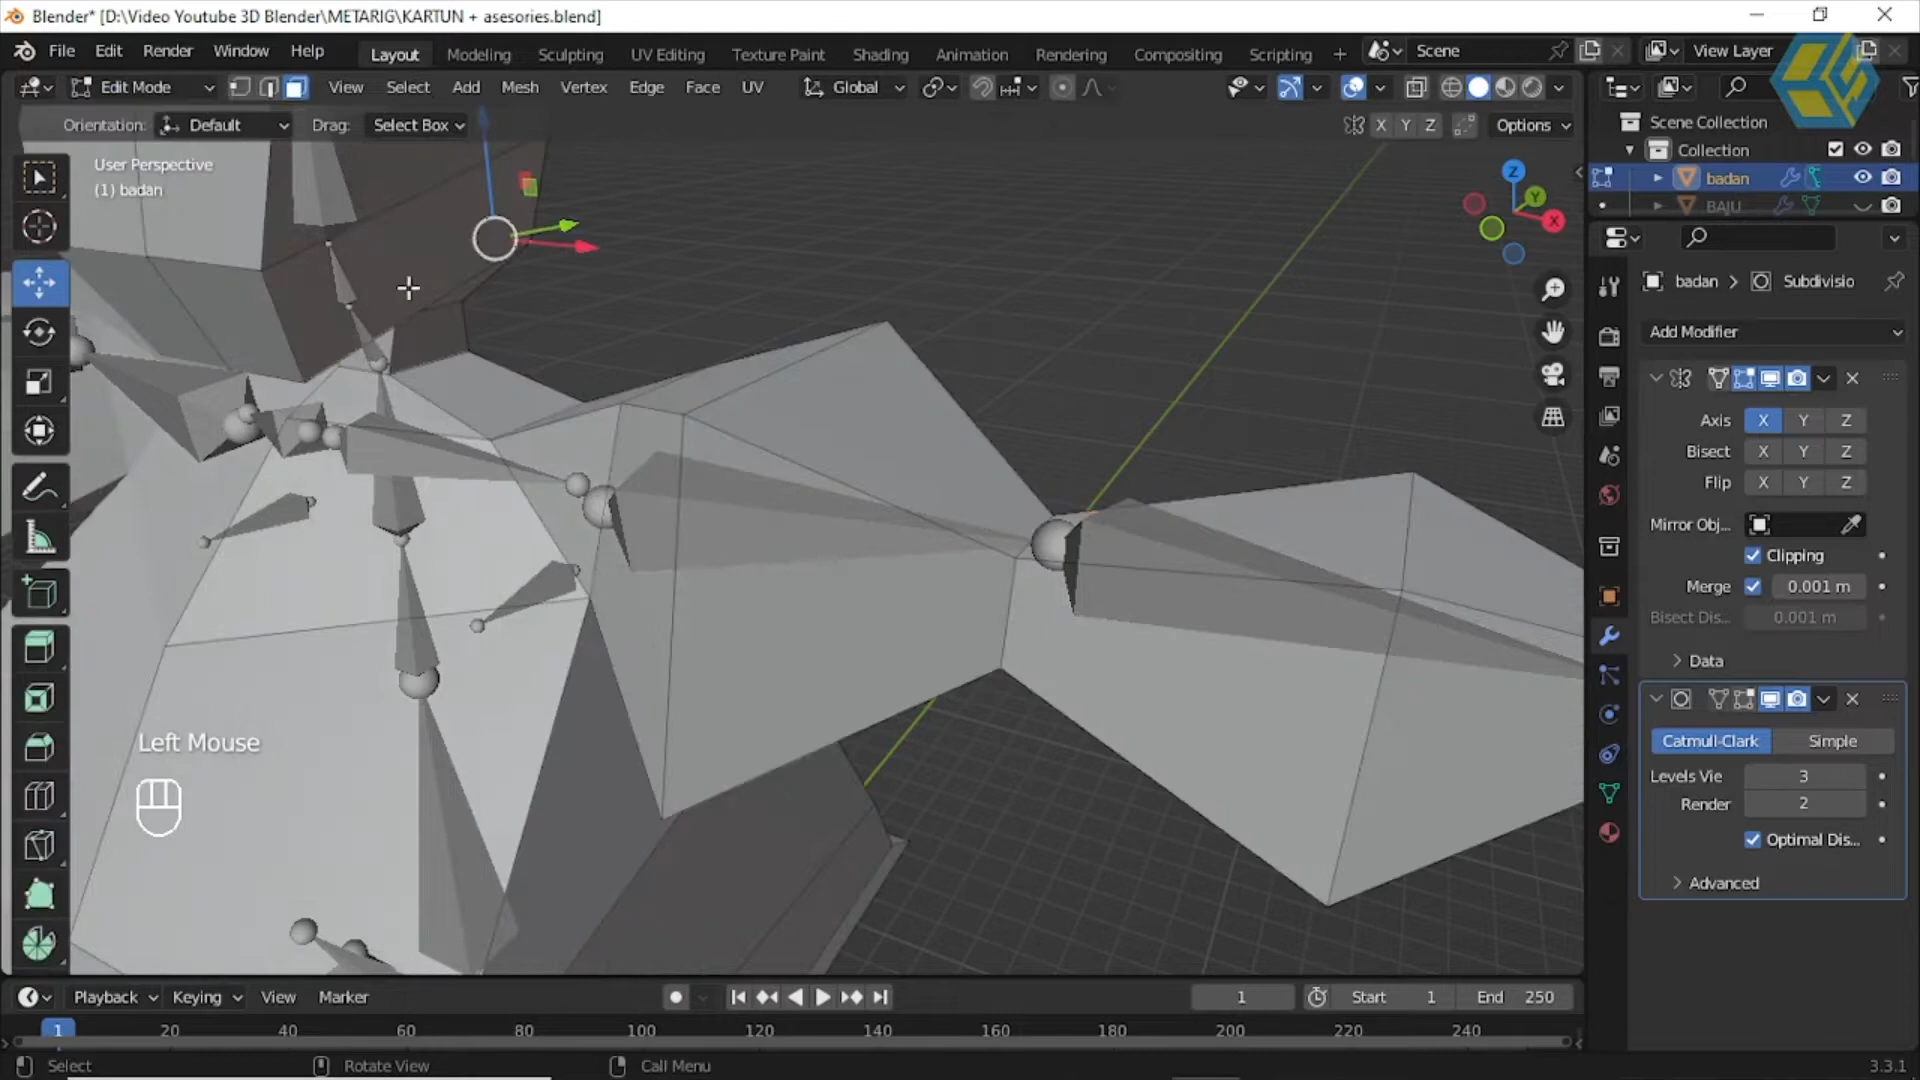 Blender* [D:\Video Youtube 3D Blender\METARIG\KARTUN + asesories.blend]
File Edit Render Window Help Layout Modeling Sculpting UV Editing Texture Paint Shading Animation Rendering Compositing Scripting + Scene View Layer
Edit Mode View Select Add Mesh Vertex Edge Face UV Global
Orientation: Default Drag: Select Box X Y Z Options
Scene Collection
Collection
badan
BAJU
User Perspective
(1) badan
Z
Y
X
badan > Subdivisio
Add Modifier
Axis X Y Z
Bisect X Y Z
Flip X Y Z
Mirror Obj...
Clipping
Merge 0.001 m
Bisect Dis... 0.001 m
Data
Catmull-Clark Simple
Levels Vie 3
Render 2
Optimal Dis...
Advanced
Left Mouse
Playback Keying View Marker 1 Start 1 End 250
1 20 40 60 80 100 120 140 160 180 200 220 240
Select Rotate View Call Menu 3.3.1